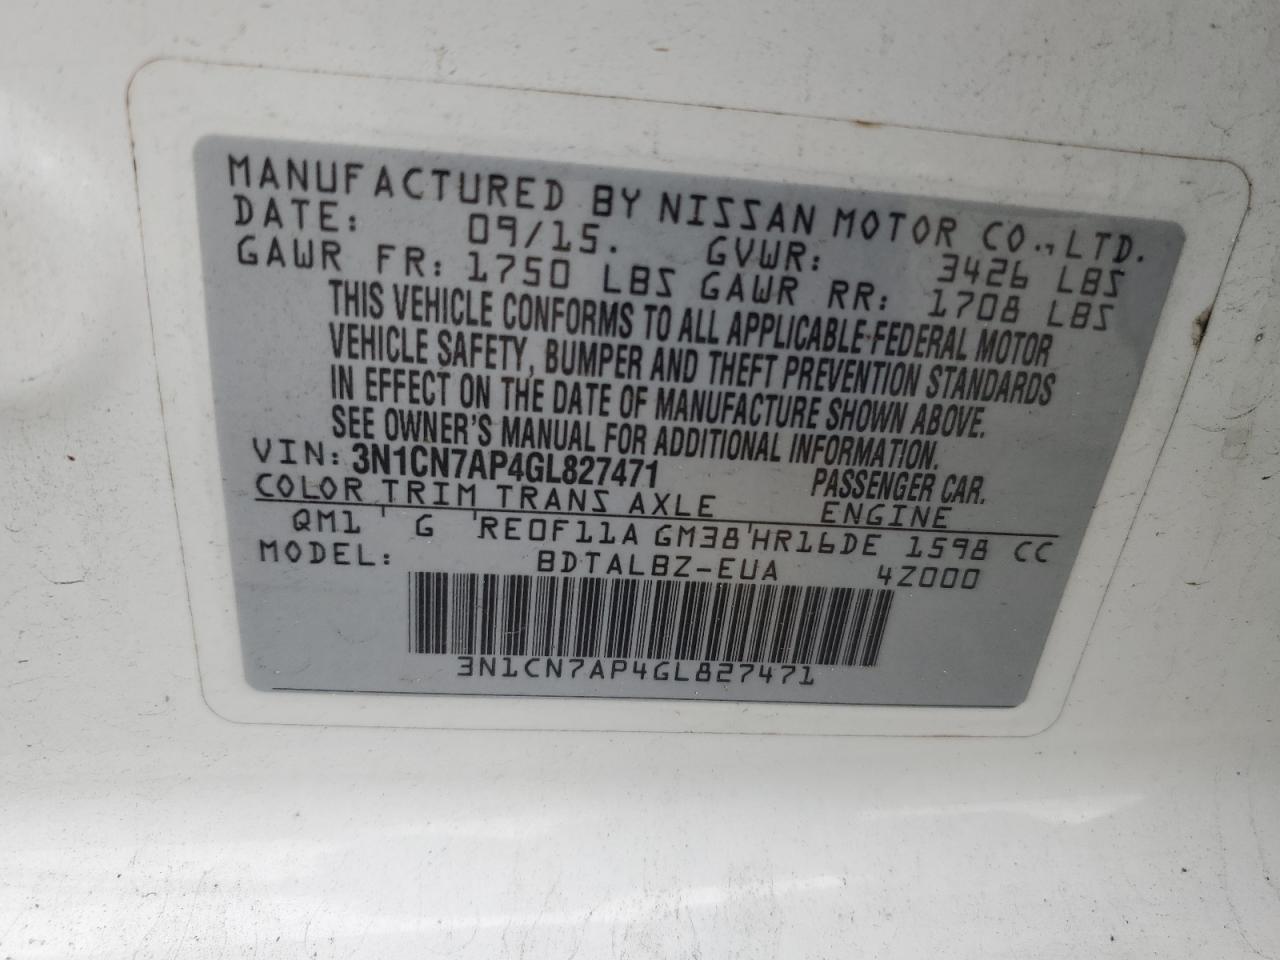 MANUFACTURED BY NISSAN MOTOR CO., LTD.
DATE: 09/15. GVWR: 3426 LBS
GAWR FR: 1750 LBS GAWR RR: 1708 LBS
THIS VEHICLE CONFORMS TO ALL APPLICABLE FEDERAL MOTOR
VEHICLE SAFETY, BUMPER AND THEFT PREVENTION STANDARDS
IN EFFECT ON THE DATE OF MANUFACTURE SHOWN ABOVE.
SEE OWNER'S MANUAL FOR ADDITIONAL INFORMATION.
VIN: 3N1CN7AP4GL827471 PASSENGER CAR.
COLOR TRIM TRANS AXLE ENGINE
QM1 ' G ' RE0F11A GM38 ' HR16DE 1598 CC
MODEL: BDTALBZ-EUA 4Z000
3N1CN7AP4GL827471